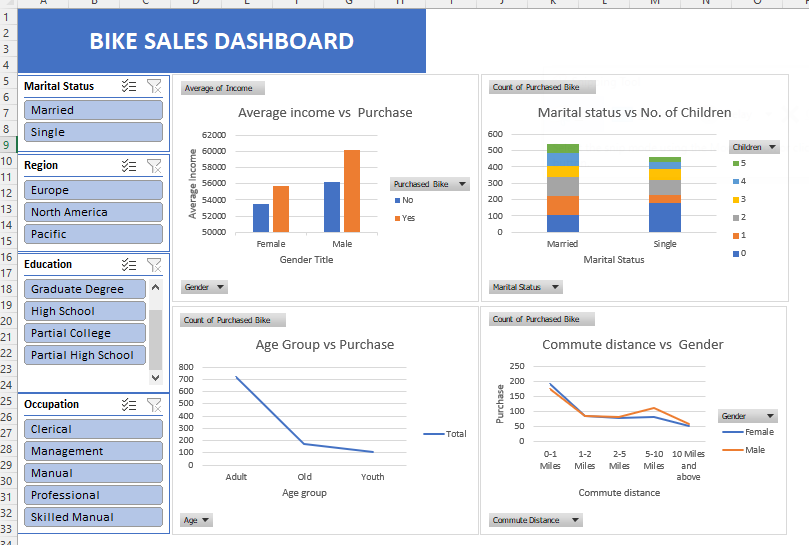 BIKE SALES DASHBOARD
Marital Status
Married
Single
Region
Europe
North America
Pacific
Education
Graduate Degree
High School
Partial College
Partial High School
Occupation
Clerical
Management
Manual
Professional
Skilled Manual
Average of Income
Average income vs Purchase
Average Income
62000
60000
58000
56000
54000
52000
50000
Female
Male
Gender Title
Purchased Bike
No
Yes
Gender
Count of Purchased Bike
Marital status vs No. of Children
600
500
400
300
200
100
0
Married
Single
Marital Status
Children
5
4
3
2
1
0
Marital Status
Count of Purchased Bike
Age Group vs Purchase
800
700
600
500
400
300
200
100
0
Adult
Old
Youth
Age group
Total
Age
Count of Purchased Bike
Commute distance vs Gender
Purchase
250
200
150
100
50
0
0-1 Miles
1-2 Miles
2-5 Miles
5-10 Miles
10 Miles and above
Commute distance
Gender
Female
Male
Commute Distance
1
2
3
4
5
6
7
8
9
10
11
12
13
14
15
16
17
18
19
20
21
22
23
24
25
26
27
28
29
30
31
32
33